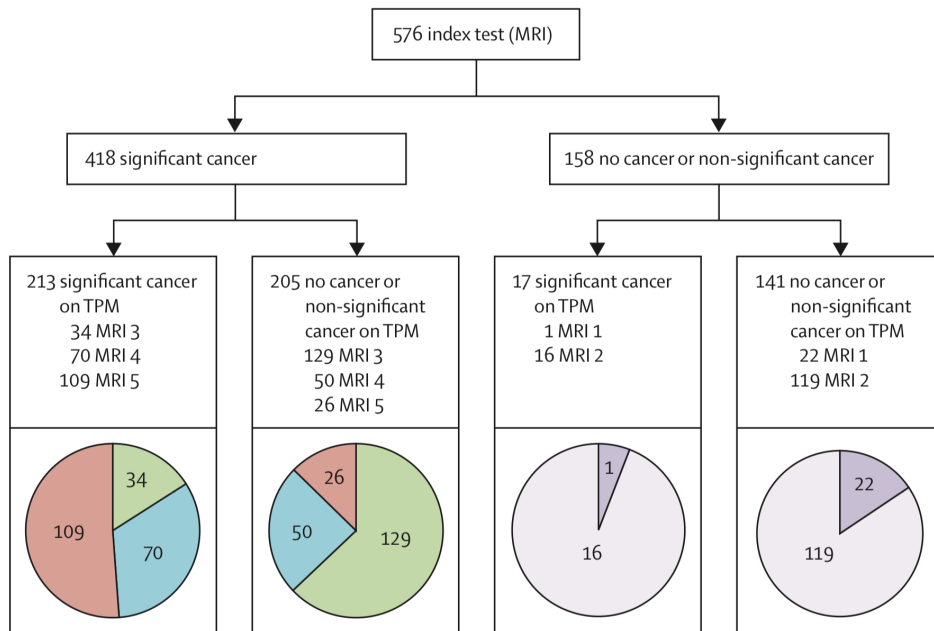 576 index test (MRI)
418 significant cancer
158 no cancer or non-significant cancer
213 significant cancer
on TPM
34 MRI 3
70 MRI 4
109 MRI 5
205 no cancer or
non-significant
cancer on TPM
129 MRI 3
50 MRI 4
26 MRI 5
17 significant cancer
on TPM
1 MRI 1
16 MRI 2
141 no cancer or
non-significant
cancer on TPM
22 MRI 1
119 MRI 2
34
109
70
26
50
129
1
16
22
119